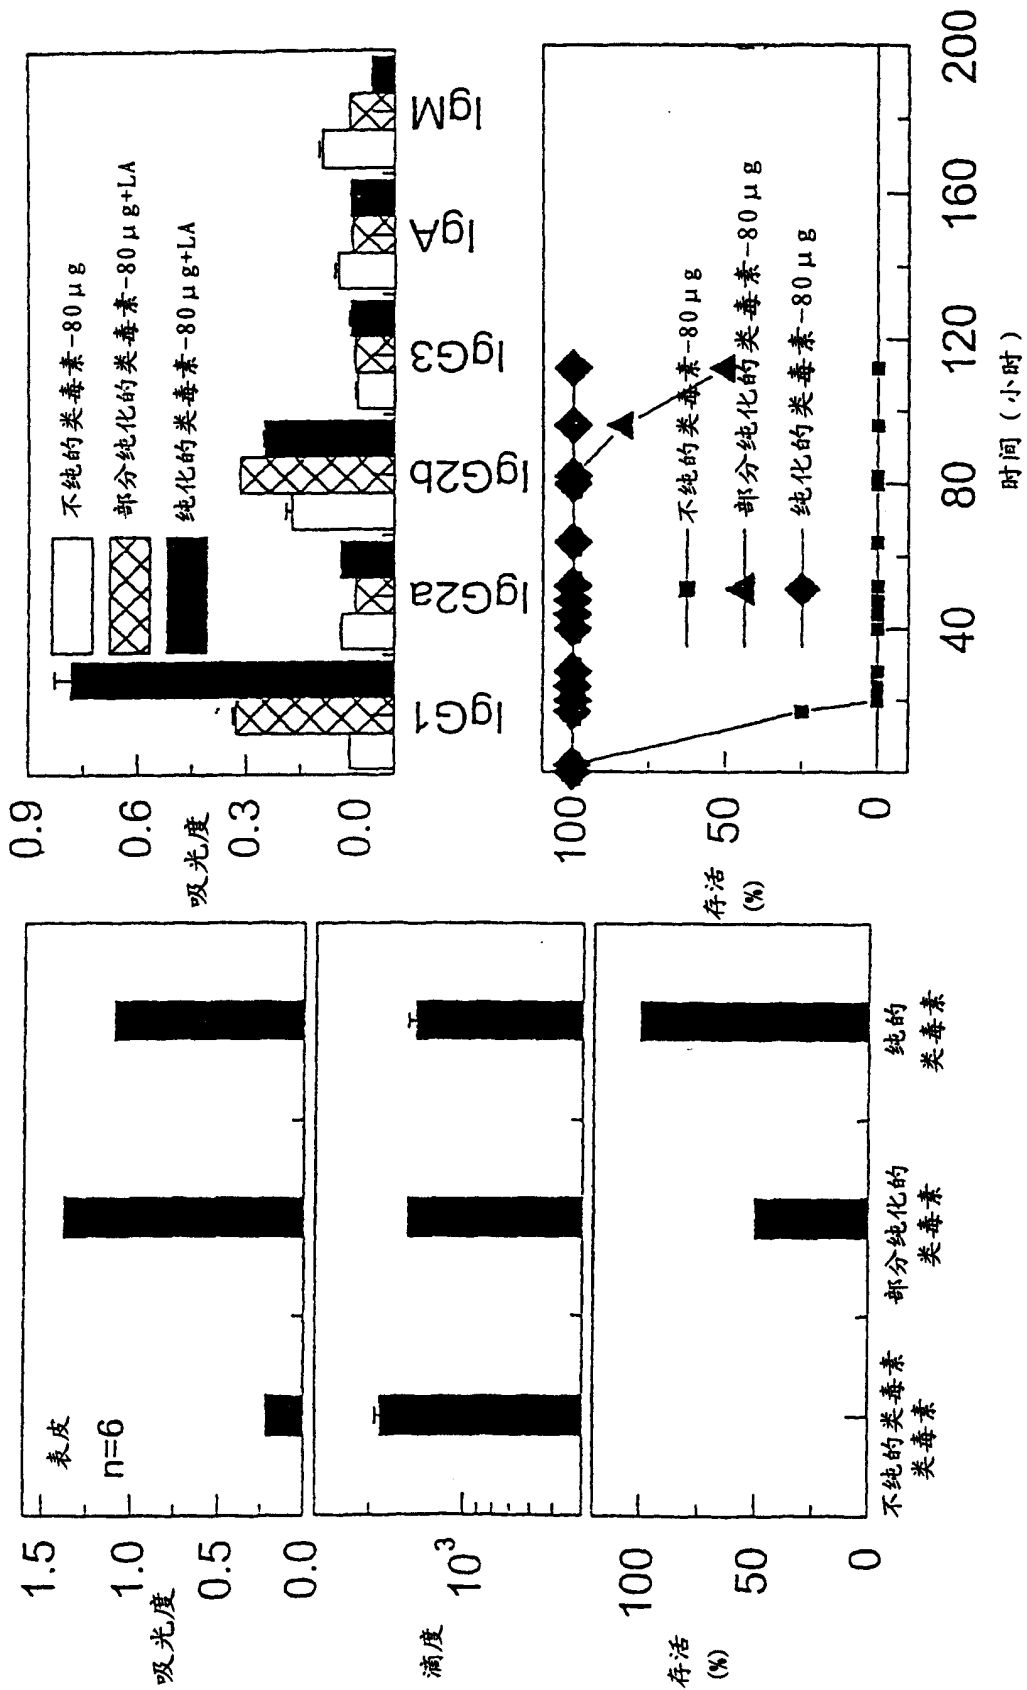 表皮
n=6
1.5
1.0
0.5
0.0
吸光度
10³
滴度
100
50
0
存活
(%)
不纯的类毒素
类毒素
部分纯化的
类毒素
纯的
类毒素
0.9
0.6
0.3
0.0
吸光度
不纯的类毒素-80μg
部分纯化的类毒素-80μg+LA
纯化的类毒素-80μg+LA
IgG1
IgG2a
IgG2b
IgG3
IgA
IgM
100
50
0
存活
(%)
不纯的类毒素-80μg
部分纯化的类毒素-80μg
纯化的类毒素-80μg
40
80
120
160
200
时间（小时）